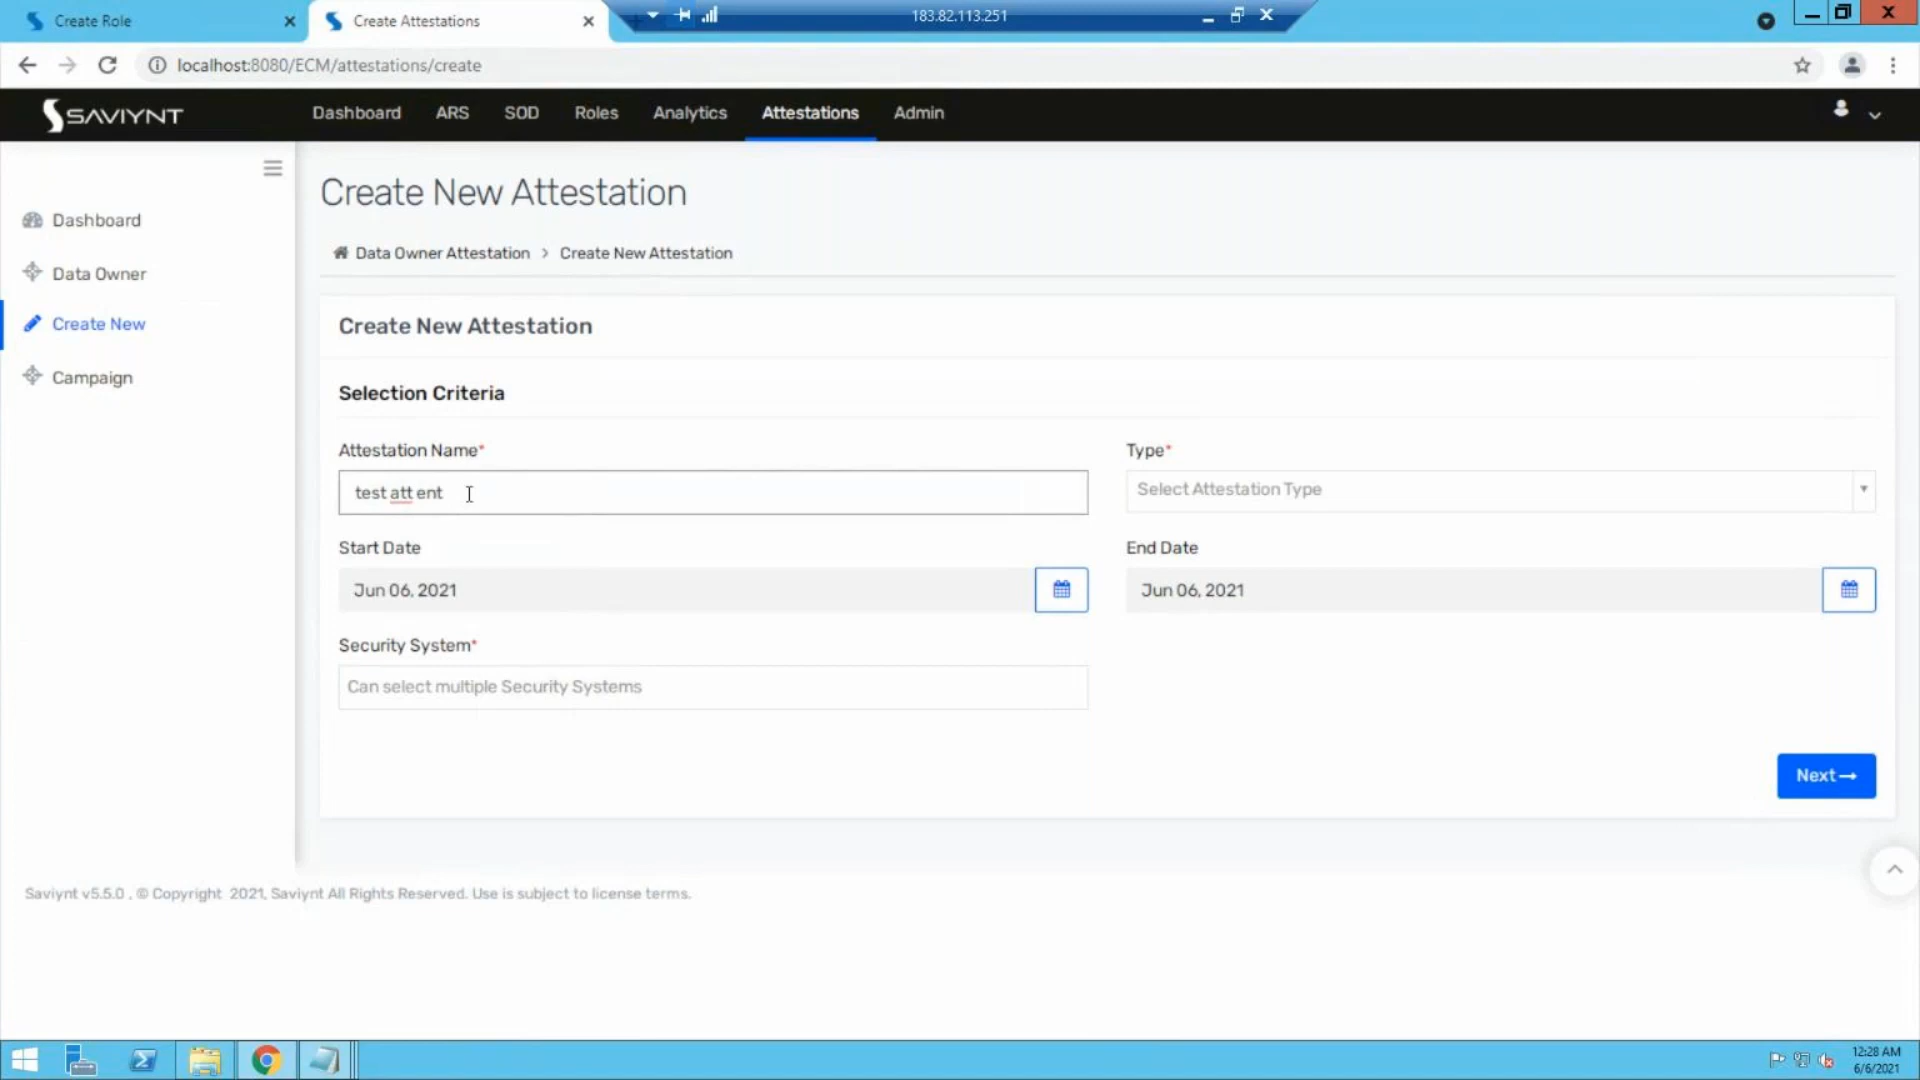 Create Role
Create Attestations
183.82.113.251
localhost:8080/ECM/attestations/create
SAVIYNT
Dashboard ARS SOD Roles Analytics Attestations Admin
Dashboard
Data Owner
Create New
Campaign
Create New Attestation
Data Owner Attestation > Create New Attestation
Create New Attestation
Selection Criteria
Attestation Name*
test att ent
Type*
Select Attestation Type
Start Date
Jun 06, 2021
End Date
Jun 06, 2021
Security System*
Can select multiple Security Systems
Next→
Saviynt v5.5.0 , © Copyright 2021, Saviynt All Rights Reserved. Use is subject to license terms.
12:28 AM
6/6/2021